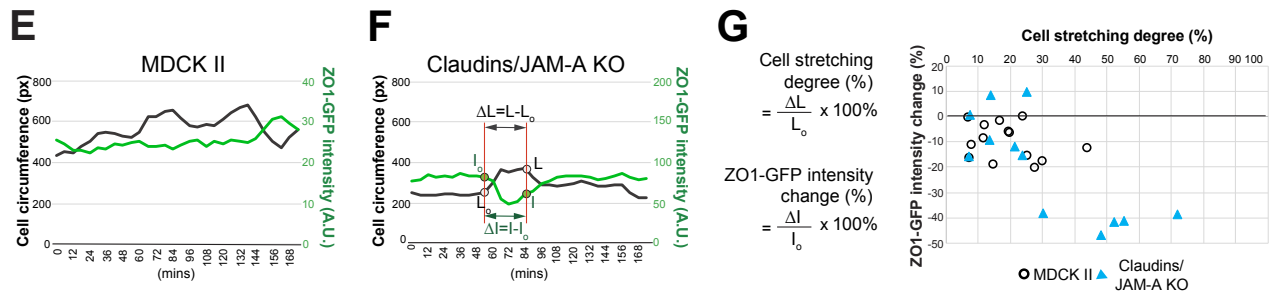 E
MDCK II
Cell circumference (px)
800
600
400
200
0
ZO1-GFP intensity (A.U.)
40
30
20
10
0
0 12 24 36 48 60 72 84 96 108 120 132 144 156 168
(mins)
F
Claudins/JAM-A KO
Cell circumference (px)
800
600
400
200
0
ZO1-GFP intensity (A.U.)
200
150
100
50
0
ΔL=L-Lo
Io
L
Lo
I
ΔI=I-Io
0 12 24 36 48 60 72 84 96 108 120 132 144 156 168
(mins)
G
Cell stretching
degree (%)
= ΔL
Lo
x 100%
ZO1-GFP intensity
change (%)
= ΔI
Io
x 100%
Cell stretching degree (%)
0 10 20 30 40 50 60 70 80 90 100
ZO1-GFP intensity change (%)
20
10
0
-10
-20
-30
-40
-50
MDCK II
Claudins/
JAM-A KO